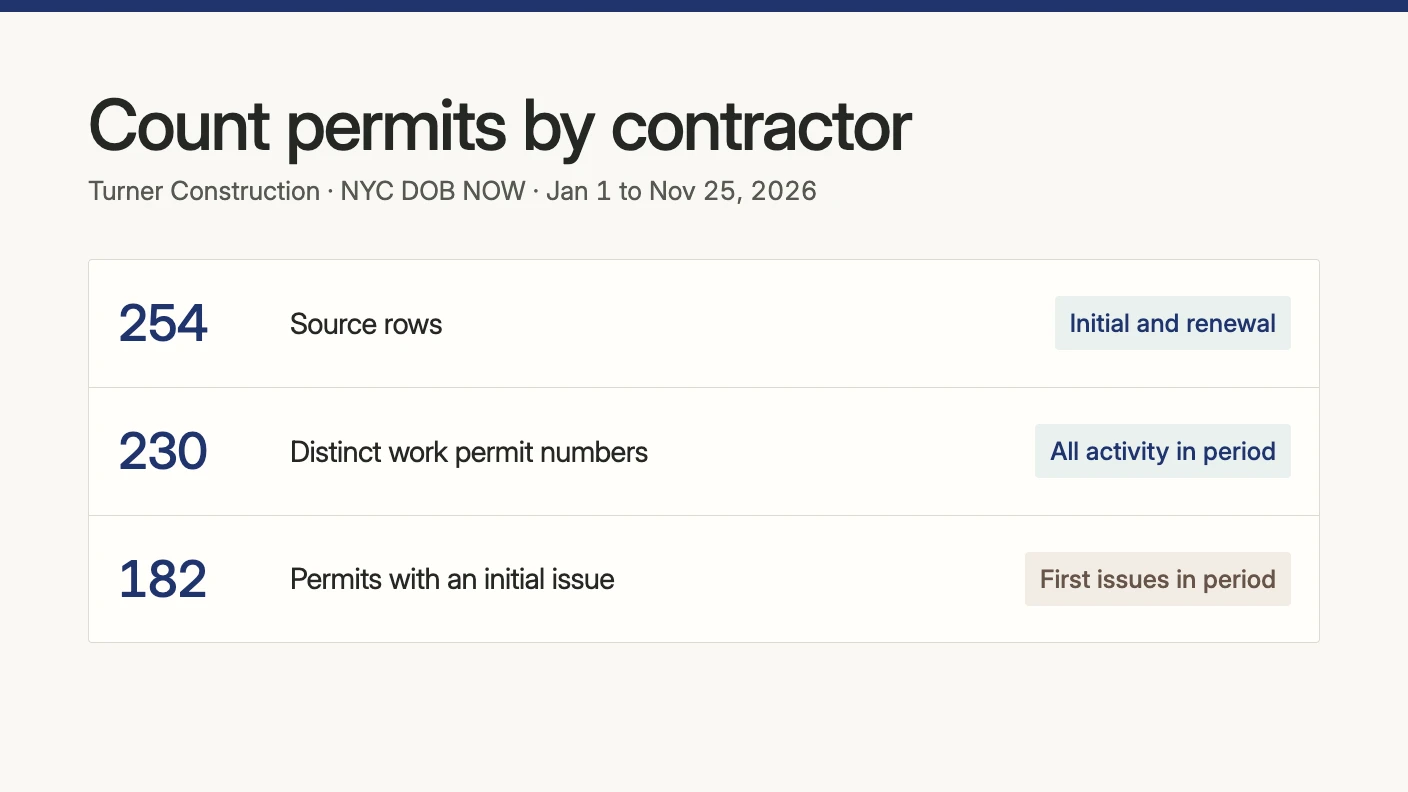 Count permits by contractor
Turner Construction · NYC DOB NOW · Jan 1 to Nov 25, 2026
254 Source rows Initial and renewal
230 Distinct work permit numbers All activity in period
182 Permits with an initial issue First issues in period